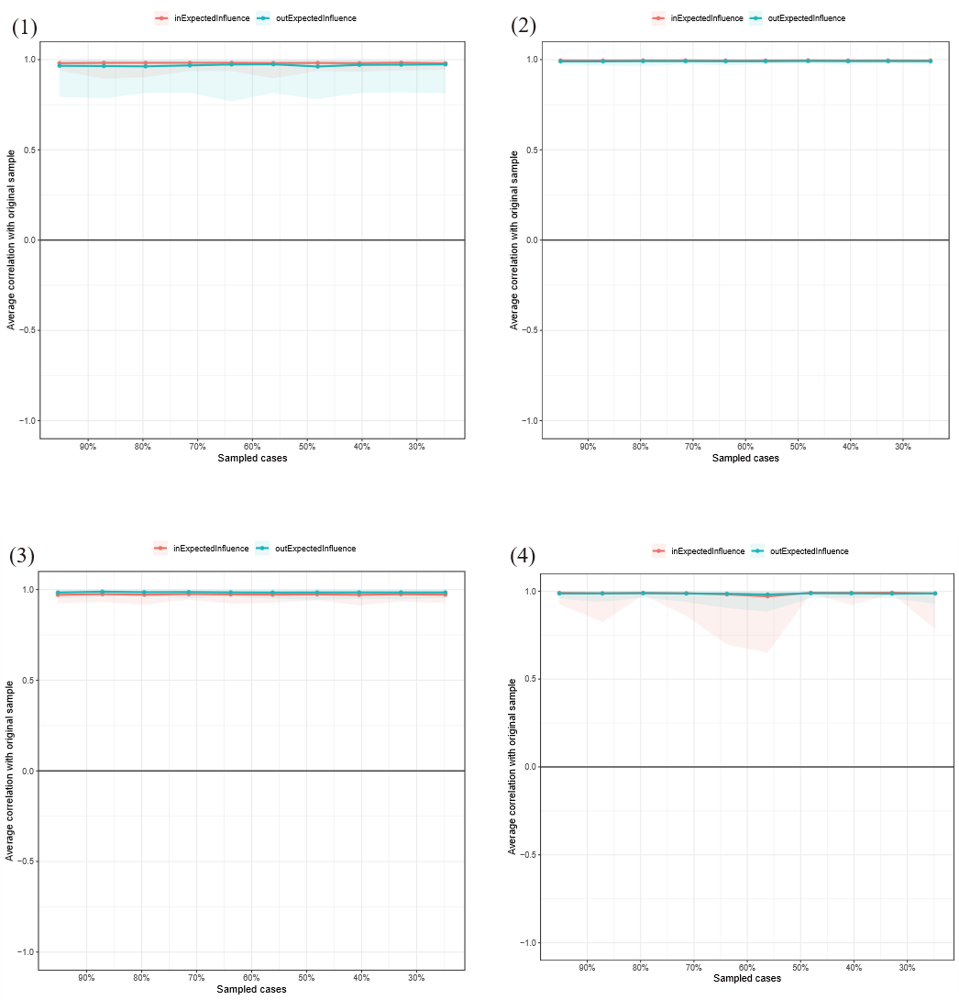 (1)
inExpectedInfluence outExpectedInfluence
Average correlation with original sample
1.0
0.5
0.0
−0.5
−1.0
90% 80% 70% 60% 50% 40% 30%
Sampled cases
(2)
inExpectedInfluence outExpectedInfluence
Average correlation with original sample
1.0
0.5
0.0
−0.5
−1.0
90% 80% 70% 60% 50% 40% 30%
Sampled cases
(3)
inExpectedInfluence outExpectedInfluence
Average correlation with original sample
1.0
0.5
0.0
−0.5
−1.0
90% 80% 70% 60% 50% 40% 30%
Sampled cases
(4)
inExpectedInfluence outExpectedInfluence
Average correlation with original sample
1.0
0.5
0.0
−0.5
−1.0
90% 80% 70% 60% 50% 40% 30%
Sampled cases